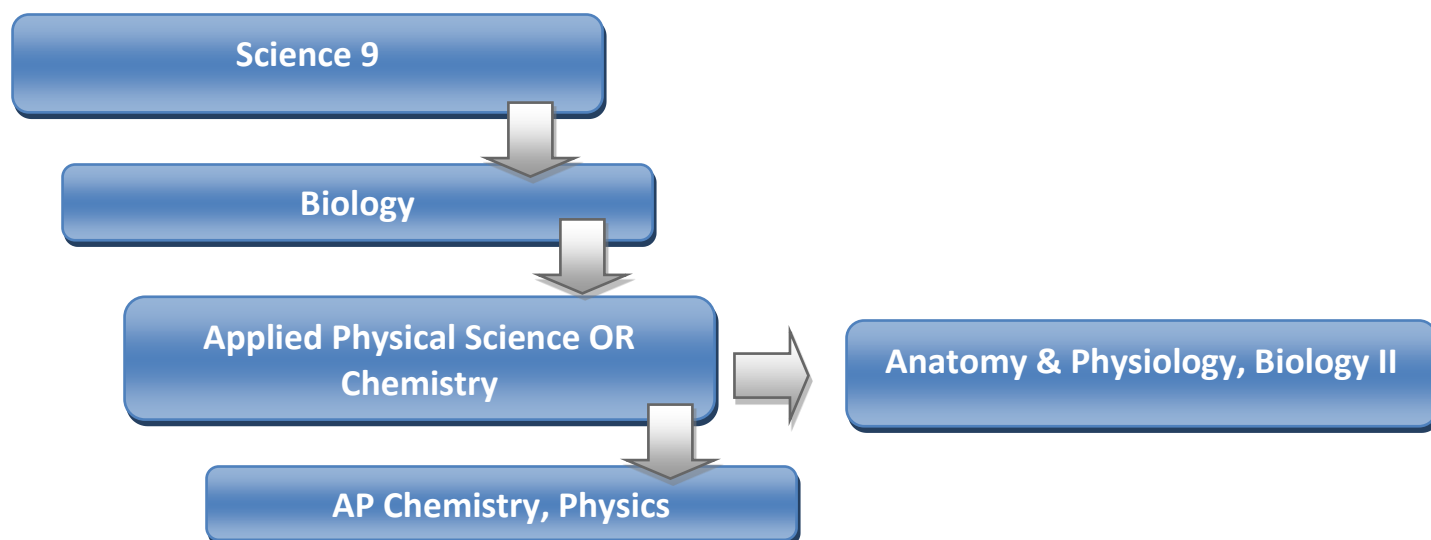 Science 9
Biology
Applied Physical Science OR
Chemistry
Anatomy & Physiology, Biology II
AP Chemistry, Physics